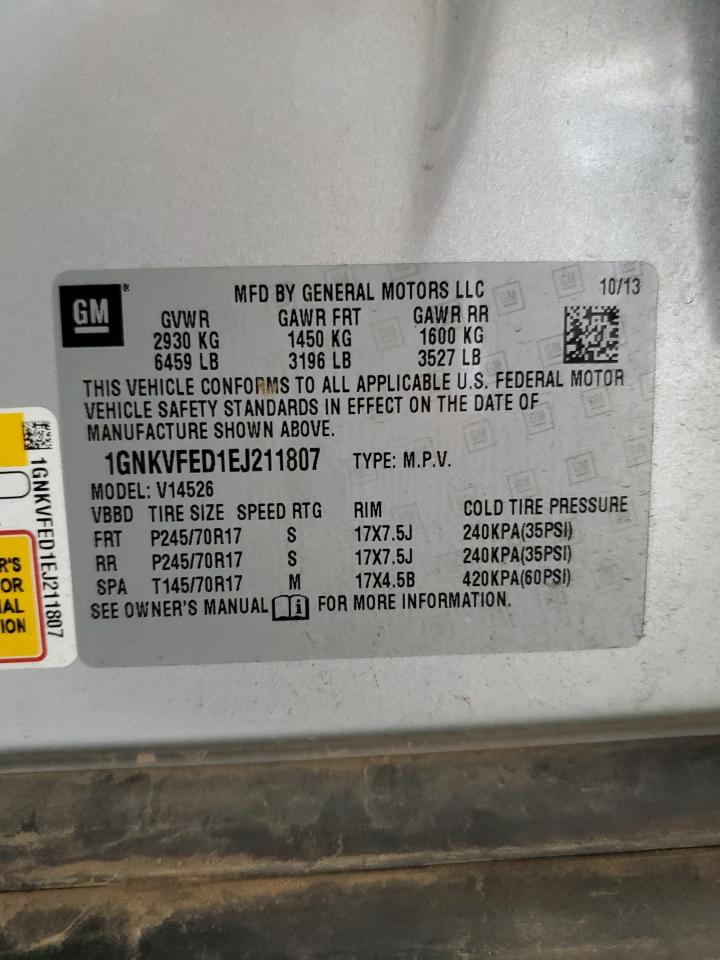 GM ®
MFD BY GENERAL MOTORS LLC 10/13
GVWR GAWR FRT GAWR RR
2930 KG 1450 KG 1600 KG
6459 LB 3196 LB 3527 LB
THIS VEHICLE CONFORMS TO ALL APPLICABLE U.S. FEDERAL MOTOR
VEHICLE SAFETY STANDARDS IN EFFECT ON THE DATE OF
MANUFACTURE SHOWN ABOVE.
1GNKVFED1EJ211807 TYPE: M.P.V.
MODEL: V14526
VBBD TIRE SIZE SPEED RTG RIM COLD TIRE PRESSURE
FRT P245/70R17 S 17X7.5J 240KPA(35PSI)
RR P245/70R17 S 17X7.5J 240KPA(35PSI)
SPA T145/70R17 M 17X4.5B 420KPA(60PSI)
SEE OWNER'S MANUAL i FOR MORE INFORMATION.
1GNKVFED1EJ211807
R'S
OR
IAL
ION